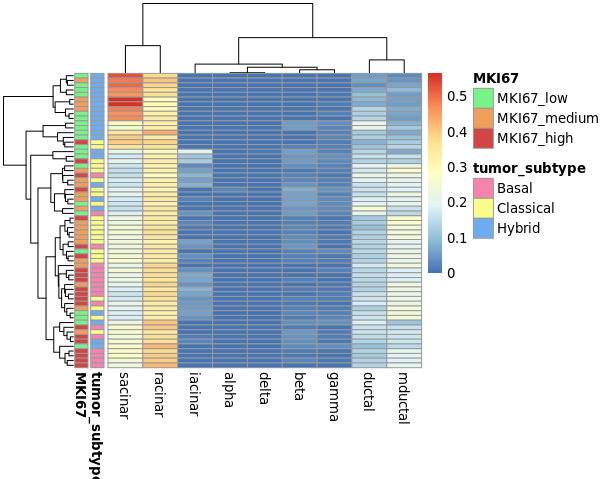 MKI67
MKI67_low
MKI67_medium
MKI67_high
tumor_subtype
Basal
Classical
Hybrid
0.5
0.4
0.3
0.2
0.1
0
MKI67
tumor_subtype
sacinar
racinar
iacinar
alpha
delta
beta
gamma
ductal
mductal